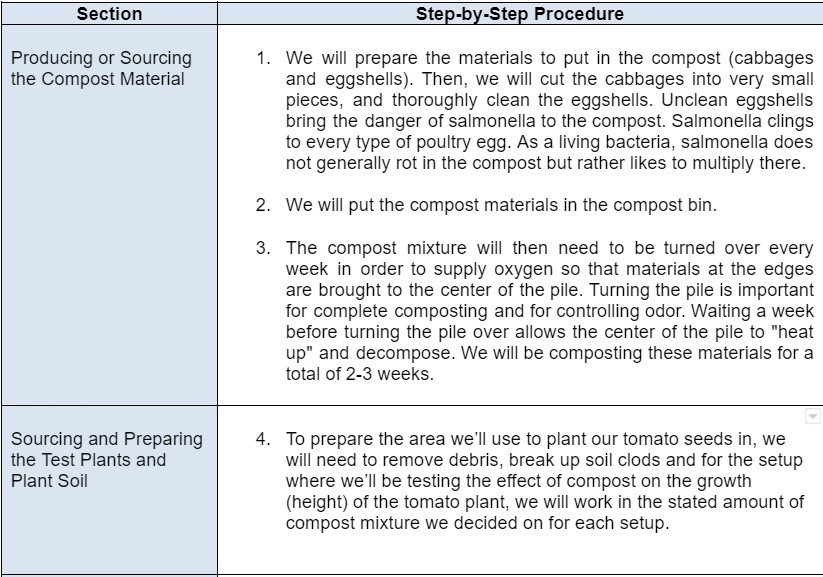 Section
Step-by-Step Procedure
Producing or Sourcing
the Compost Material
1. We will prepare the materials to put in the compost (cabbages
and eggshells). Then, we will cut the cabbages into very small
pieces, and thoroughly clean the eggshells. Unclean eggshells
bring the danger of salmonella to the compost. Salmonella clings
to every type of poultry egg. As a living bacteria, salmonella does
not generally rot in the compost but rather likes to multiply there.
2. We will put the compost materials in the compost bin.
3. The compost mixture will then need to be turned over every
week in order to supply oxygen so that materials at the edges
are brought to the center of the pile. Turning the pile is important
for complete composting and for controlling odor. Waiting a week
before turning the pile over allows the center of the pile to "heat
up" and decompose. We will be composting these materials for a
total of 2-3 weeks.
Sourcing and Preparing
the Test Plants and
Plant Soil
4. To prepare the area we’ll use to plant our tomato seeds in, we
will need to remove debris, break up soil clods and for the setup
where we’ll be testing the effect of compost on the growth
(height) of the tomato plant, we will work in the stated amount of
compost mixture we decided on for each setup.